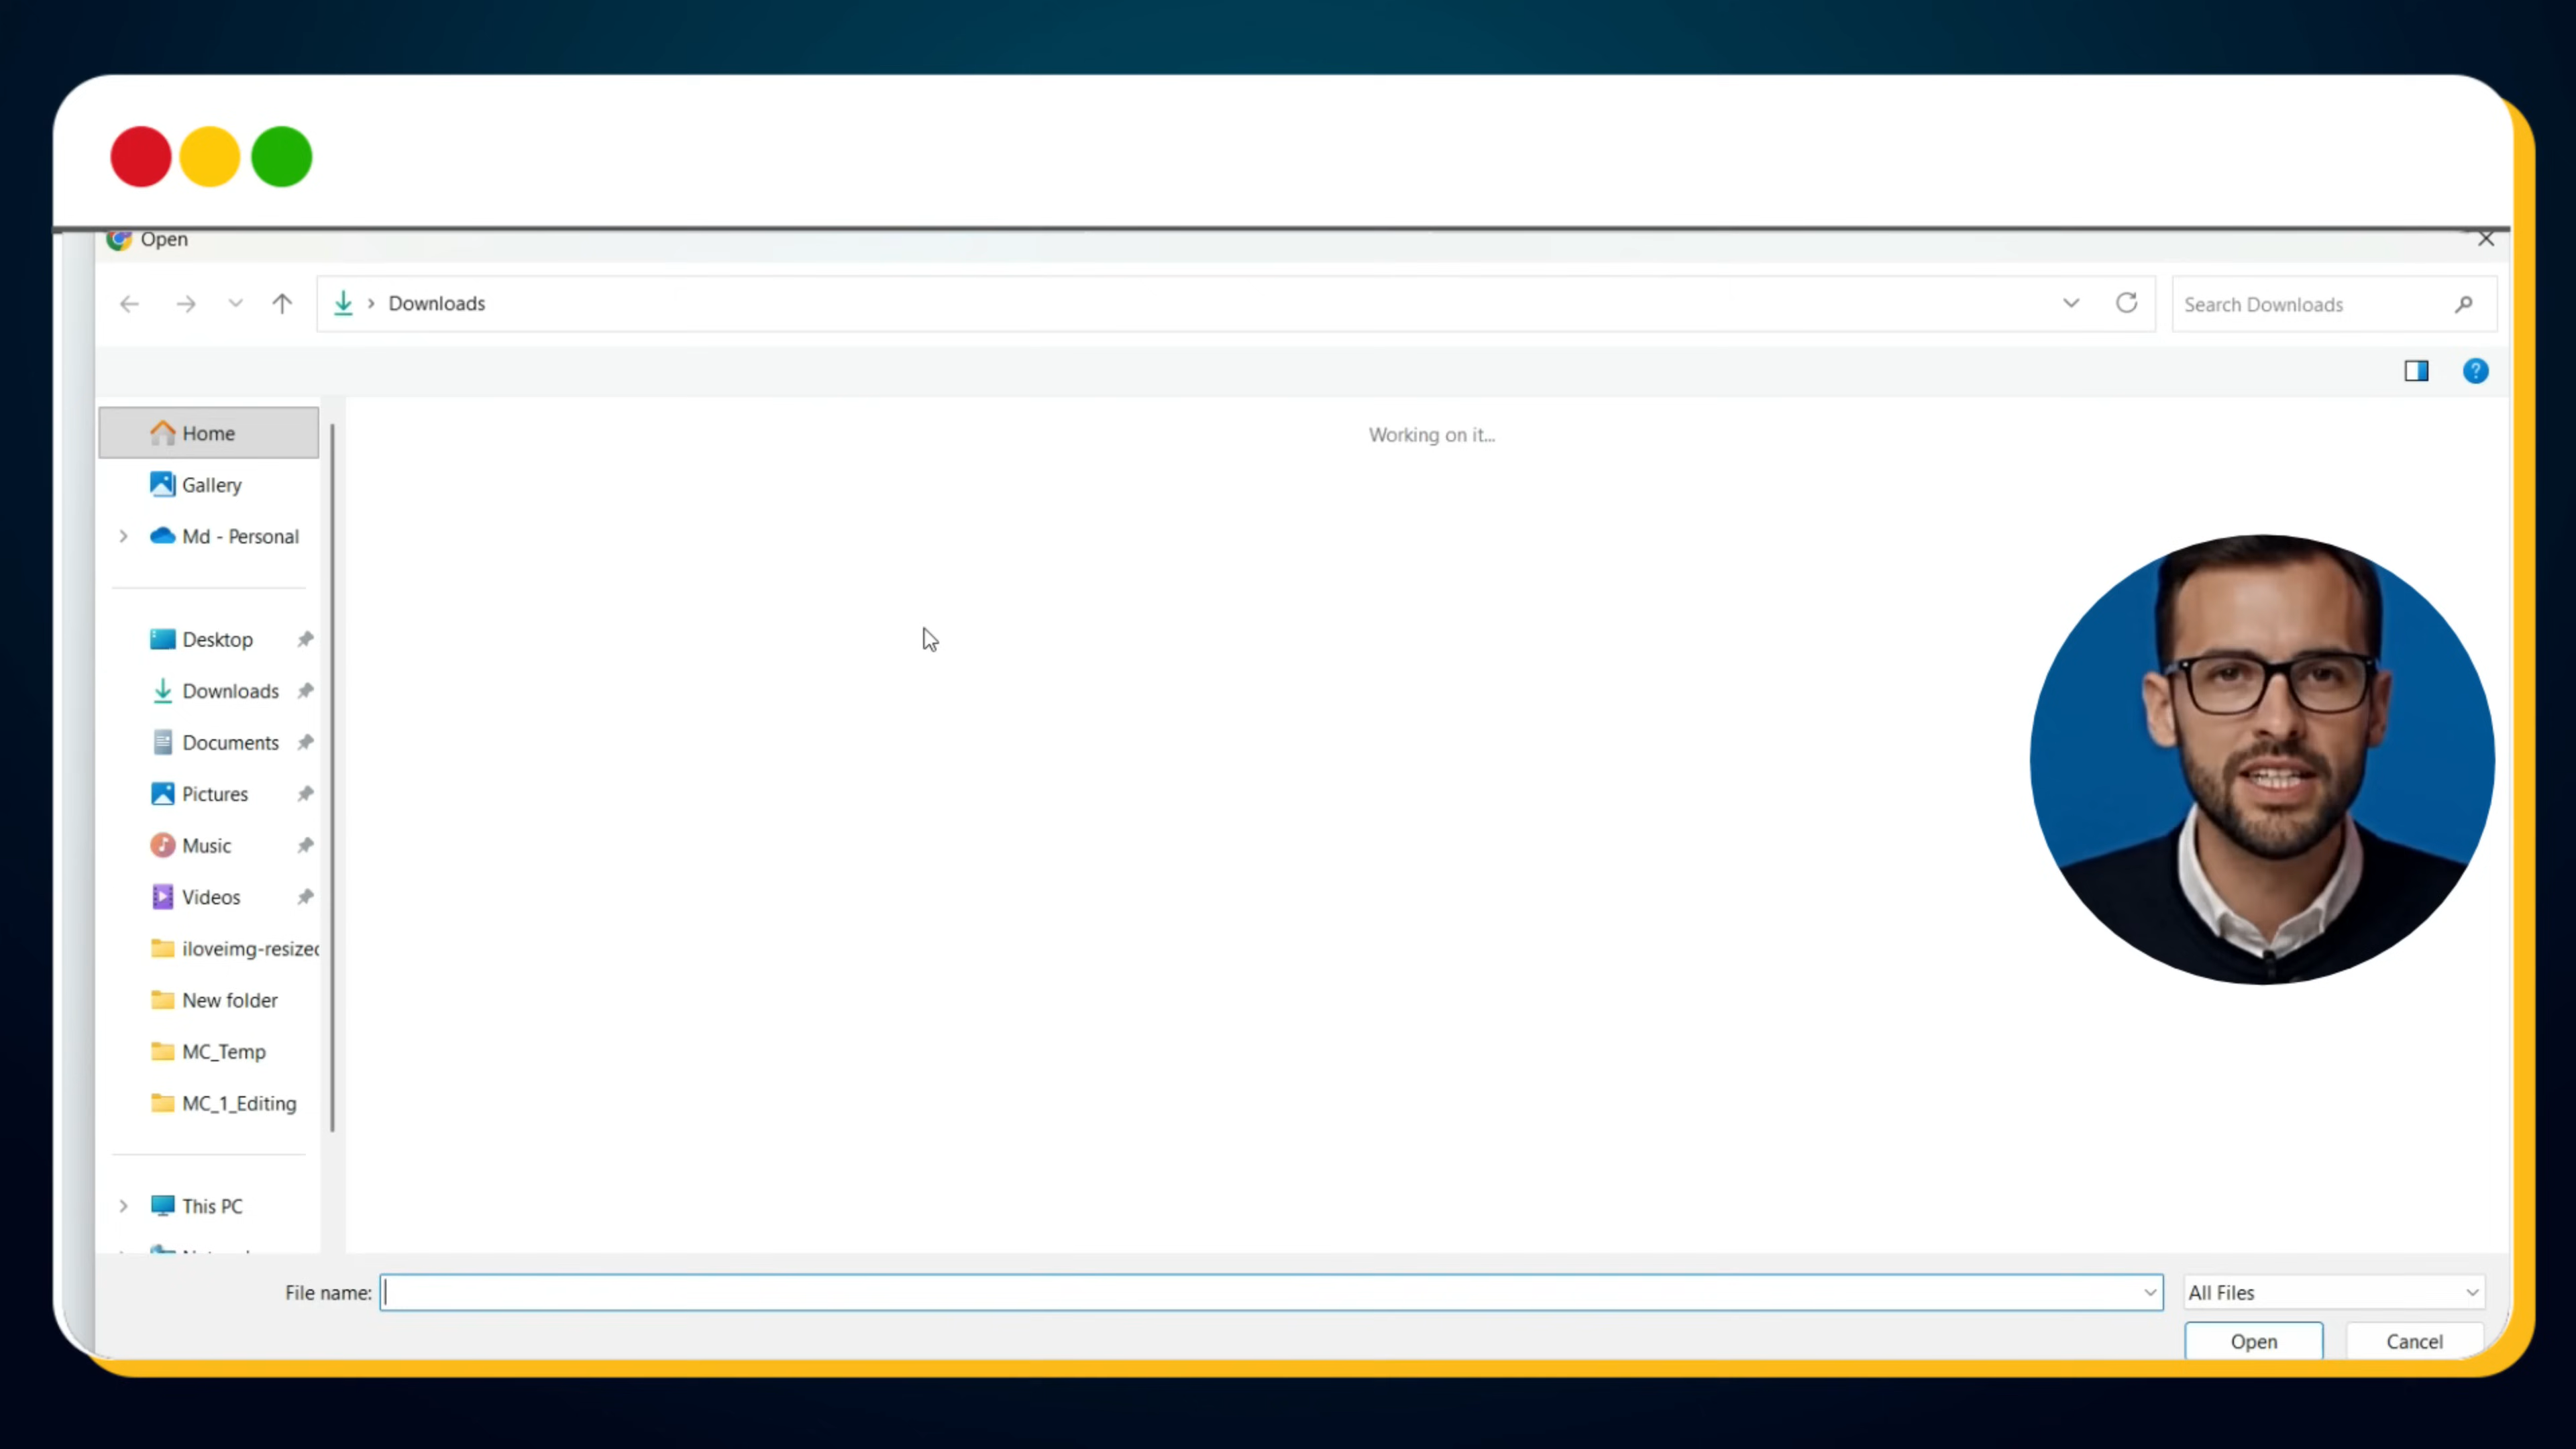 Open
Downloads
Search Downloads
Home
Working on it...
Gallery
Md - Personal
Desktop
Downloads
Documents
Pictures
Music
Videos
iloveimg-resized
New folder
MC_Temp
MC_1_Editing
This PC
File name:
All Files
Open
Cancel